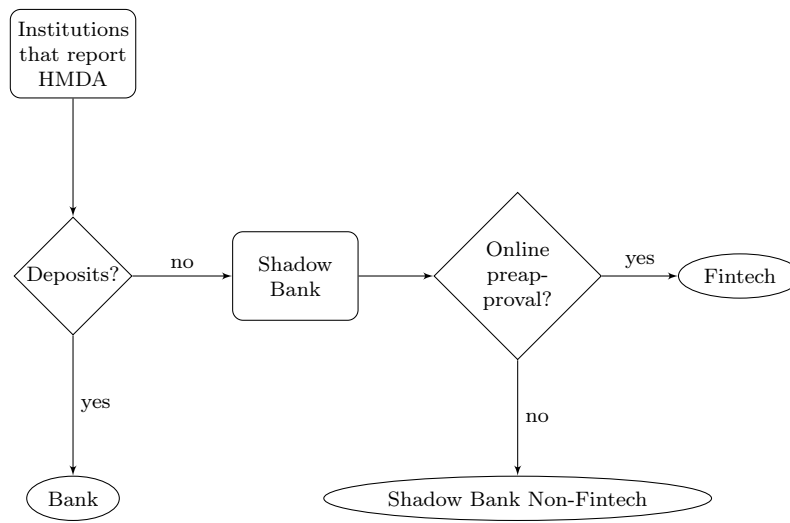 Institutions
that report
HMDA
Deposits?
no
Shadow
Bank
Online
preap-
proval?
yes
Fintech
yes
no
Bank
Shadow Bank Non-Fintech